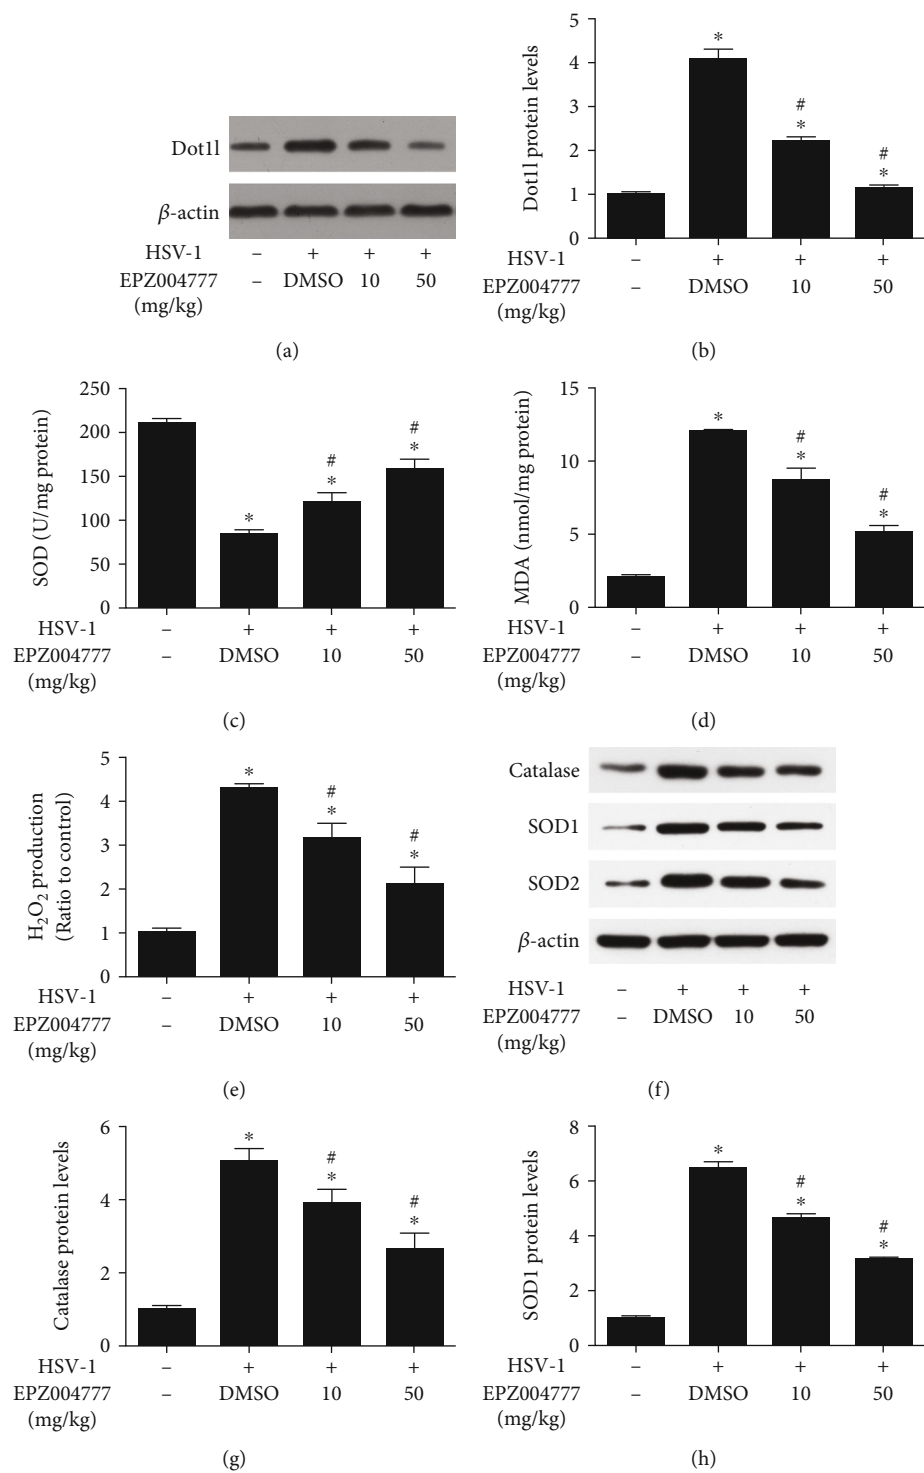 Dot1l
β-actin
HSV-1 – + + +
EPZ004777 – DMSO 10 50
(mg/kg)
(a)
Dot1l protein levels
5
4
3
2
1
0
*
#
*
#
*
HSV-1 – + + +
EPZ004777 – DMSO 10 50
(mg/kg)
(b)
SOD (U/mg protein)
250
200
150
100
50
0
*
#
*
#
*
HSV-1 – + + +
EPZ004777 – DMSO 10 50
(mg/kg)
(c)
MDA (nmol/mg protein)
15
10
5
0
*
#
*
#
*
HSV-1 – + + +
EPZ004777 – DMSO 10 50
(mg/kg)
(d)
H₂O₂ production
(Ratio to control)
5
4
3
2
1
0
*
#
*
#
*
HSV-1 – + + +
EPZ004777 – DMSO 10 50
(mg/kg)
(e)
Catalase
SOD1
SOD2
β-actin
HSV-1 – + + +
EPZ004777 – DMSO 10 50
(mg/kg)
(f)
Catalase protein levels
6
4
2
0
*
#
*
#
*
HSV-1 – + + +
EPZ004777 – DMSO 10 50
(mg/kg)
(g)
SOD1 protein levels
8
6
4
2
0
*
#
*
#
*
HSV-1 – + + +
EPZ004777 – DMSO 10 50
(mg/kg)
(h)